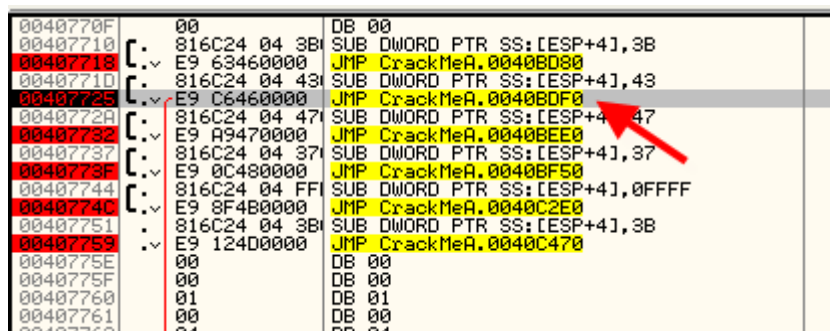 0040770F 00 DB 00
00407710 816C24 04 3B SUB DWORD PTR SS:[ESP+4],3B
00407718 E9 63460000 JMP CrackMeA.0040BD80
0040771D 816C24 04 43 SUB DWORD PTR SS:[ESP+4],43
00407725 E9 C6460000 JMP CrackMeA.0040BDF0
0040772A 816C24 04 47 SUB DWORD PTR SS:[ESP+4],47
00407732 E9 A9470000 JMP CrackMeA.0040BEE0
00407737 816C24 04 37 SUB DWORD PTR SS:[ESP+4],37
0040773F E9 0C480000 JMP CrackMeA.0040BF50
00407744 816C24 04 FF SUB DWORD PTR SS:[ESP+4],0FFFF
0040774C E9 8F4B0000 JMP CrackMeA.0040C2E0
00407751 816C24 04 3B SUB DWORD PTR SS:[ESP+4],3B
00407759 E9 124D0000 JMP CrackMeA.0040C470
0040775E 00 DB 00
0040775F 00 DB 00
00407760 01 DB 01
00407761 00 DB 00